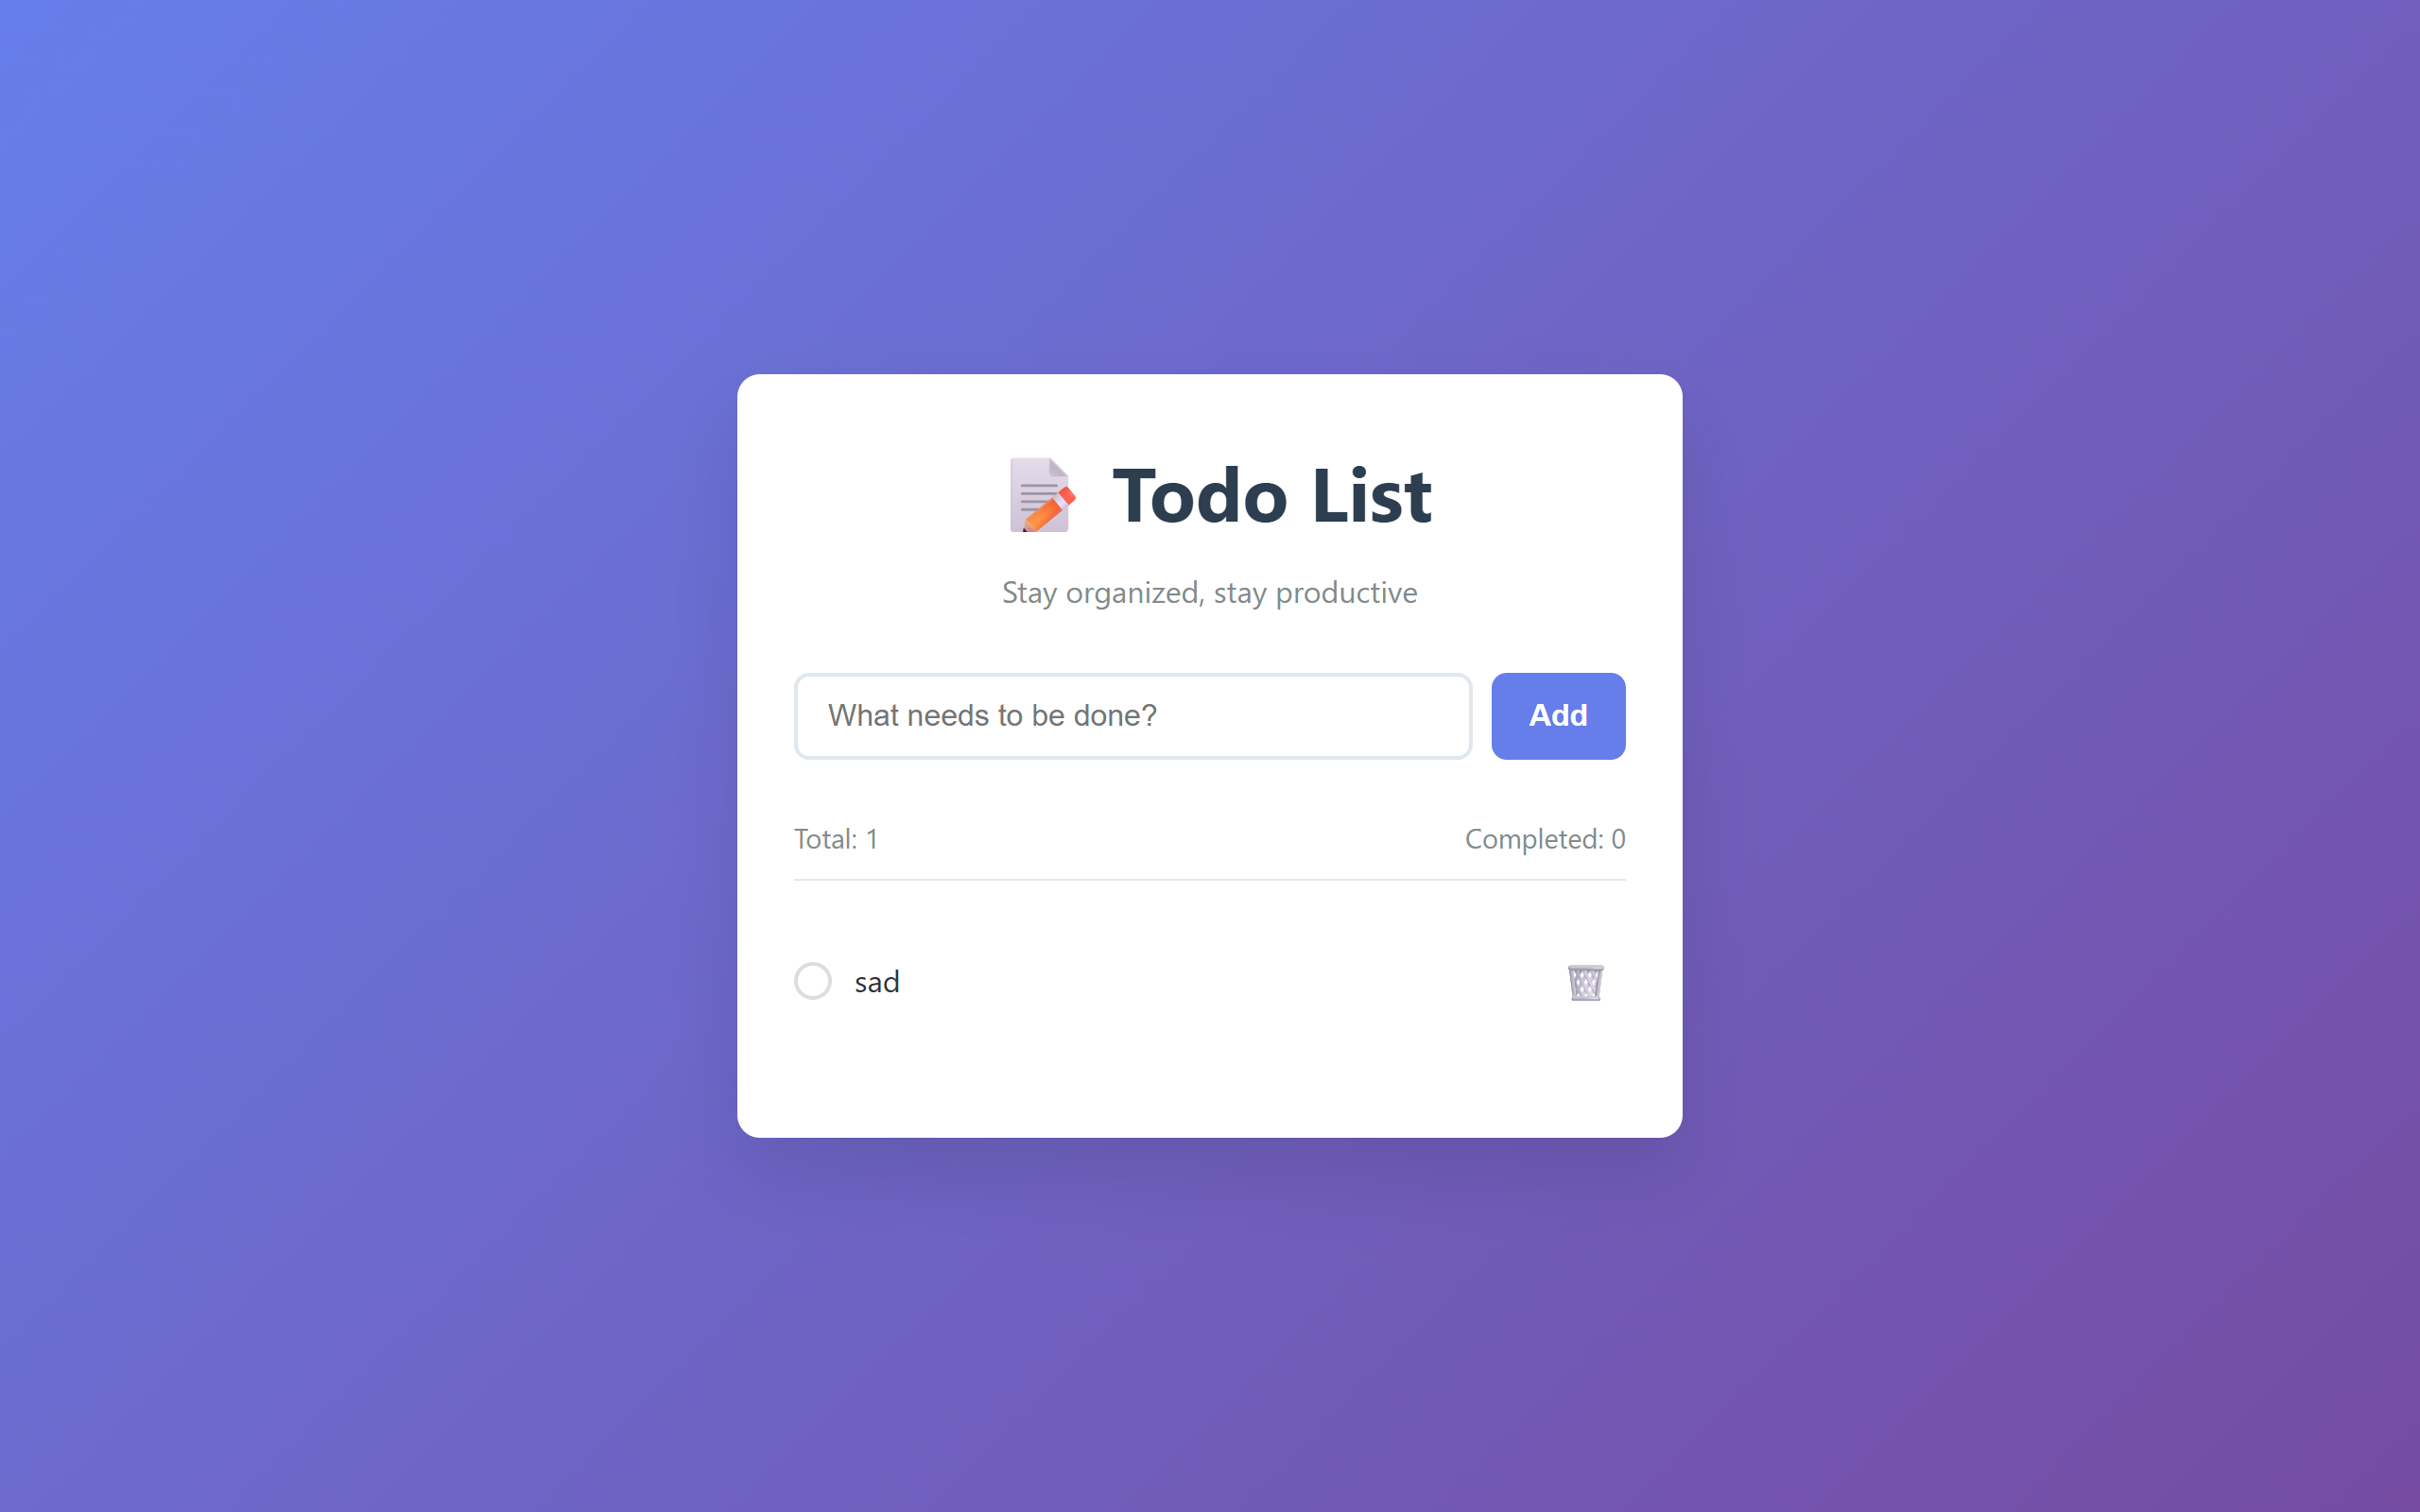 Todo List
Stay organized, stay productive
What needs to be done?
Add
Total: 1
Completed: 0
sad